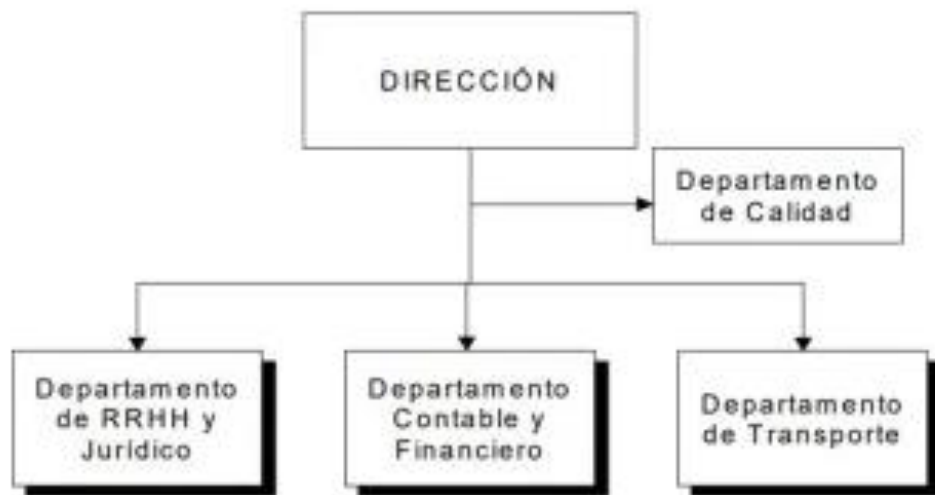 DIRECCIÓN
Departamento
de Calidad
Departamento
de RRHH y
Jurídico
Departamento
Contable y
Financiero
Departamento
de Transporte